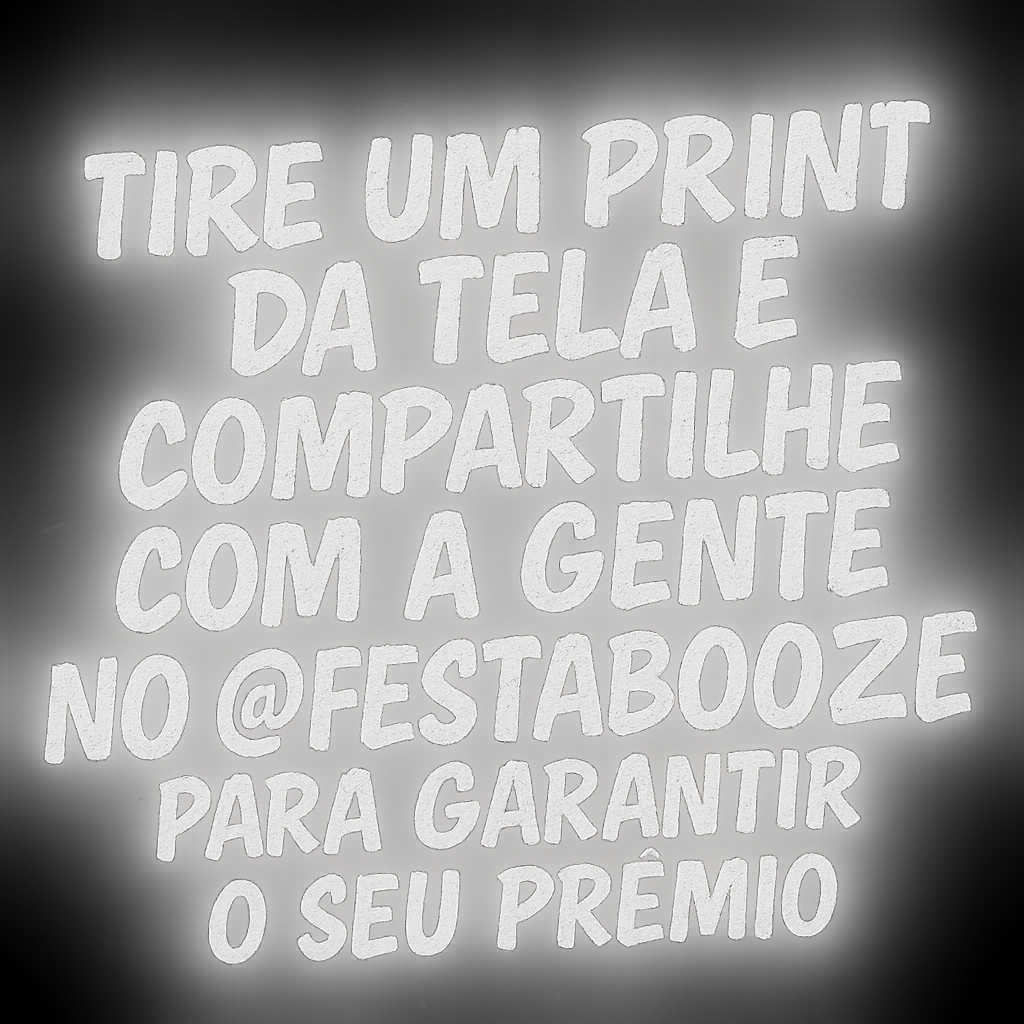 TIRE UM PRINT
DA TELA E
COMPARTILHE
COM A GENTE
NO @FESTABOOZE
PARA GARANTIR
O SEU PRÊMIO